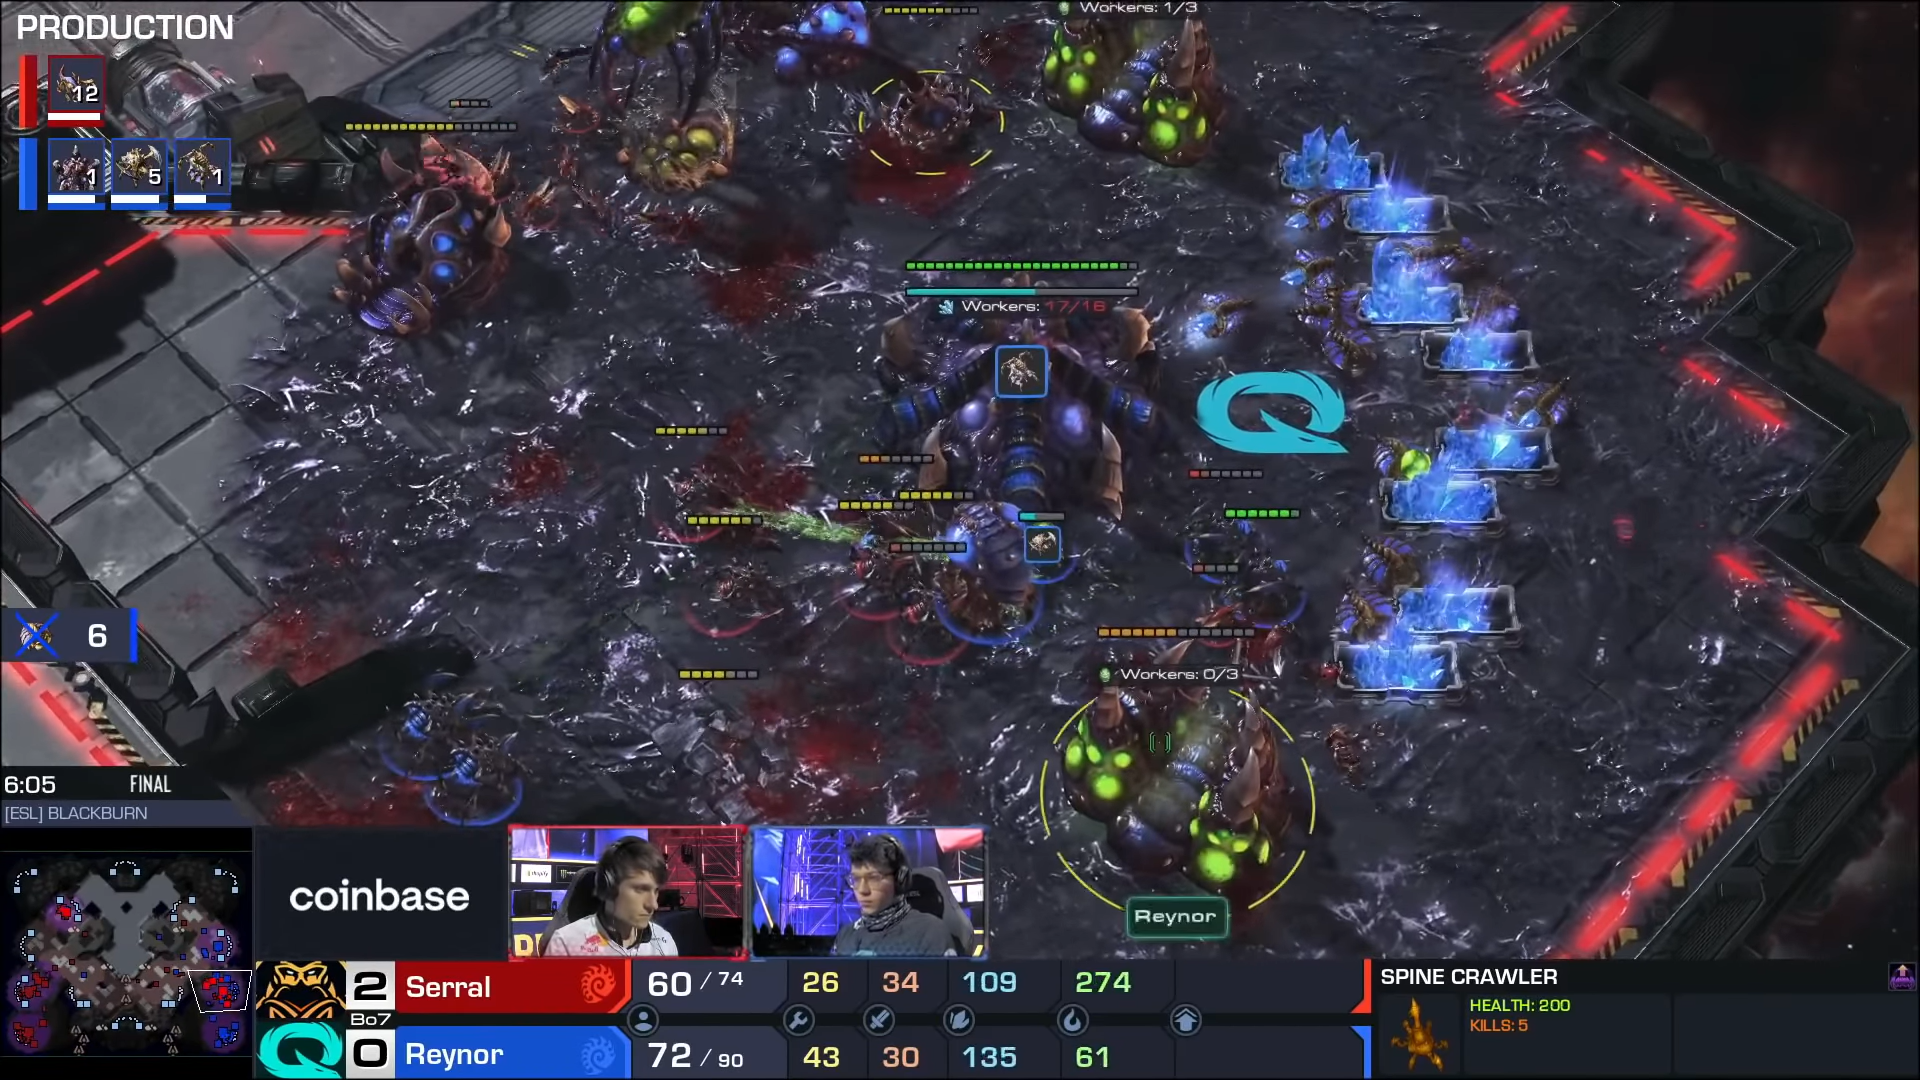 PRODUCTION
Workers: 1/3
12
1 5 1
Workers: 17/16
6
Workers: 0/3
6:05 FINAL
[ESL] BLACKBURN
coinbase
Reynor
2 Serral 60 / 74 26 34 109 274
Bo7
0 Reynor 72 / 90 43 30 135 61
SPINE CRAWLER
HEALTH: 200
KILLS: 5